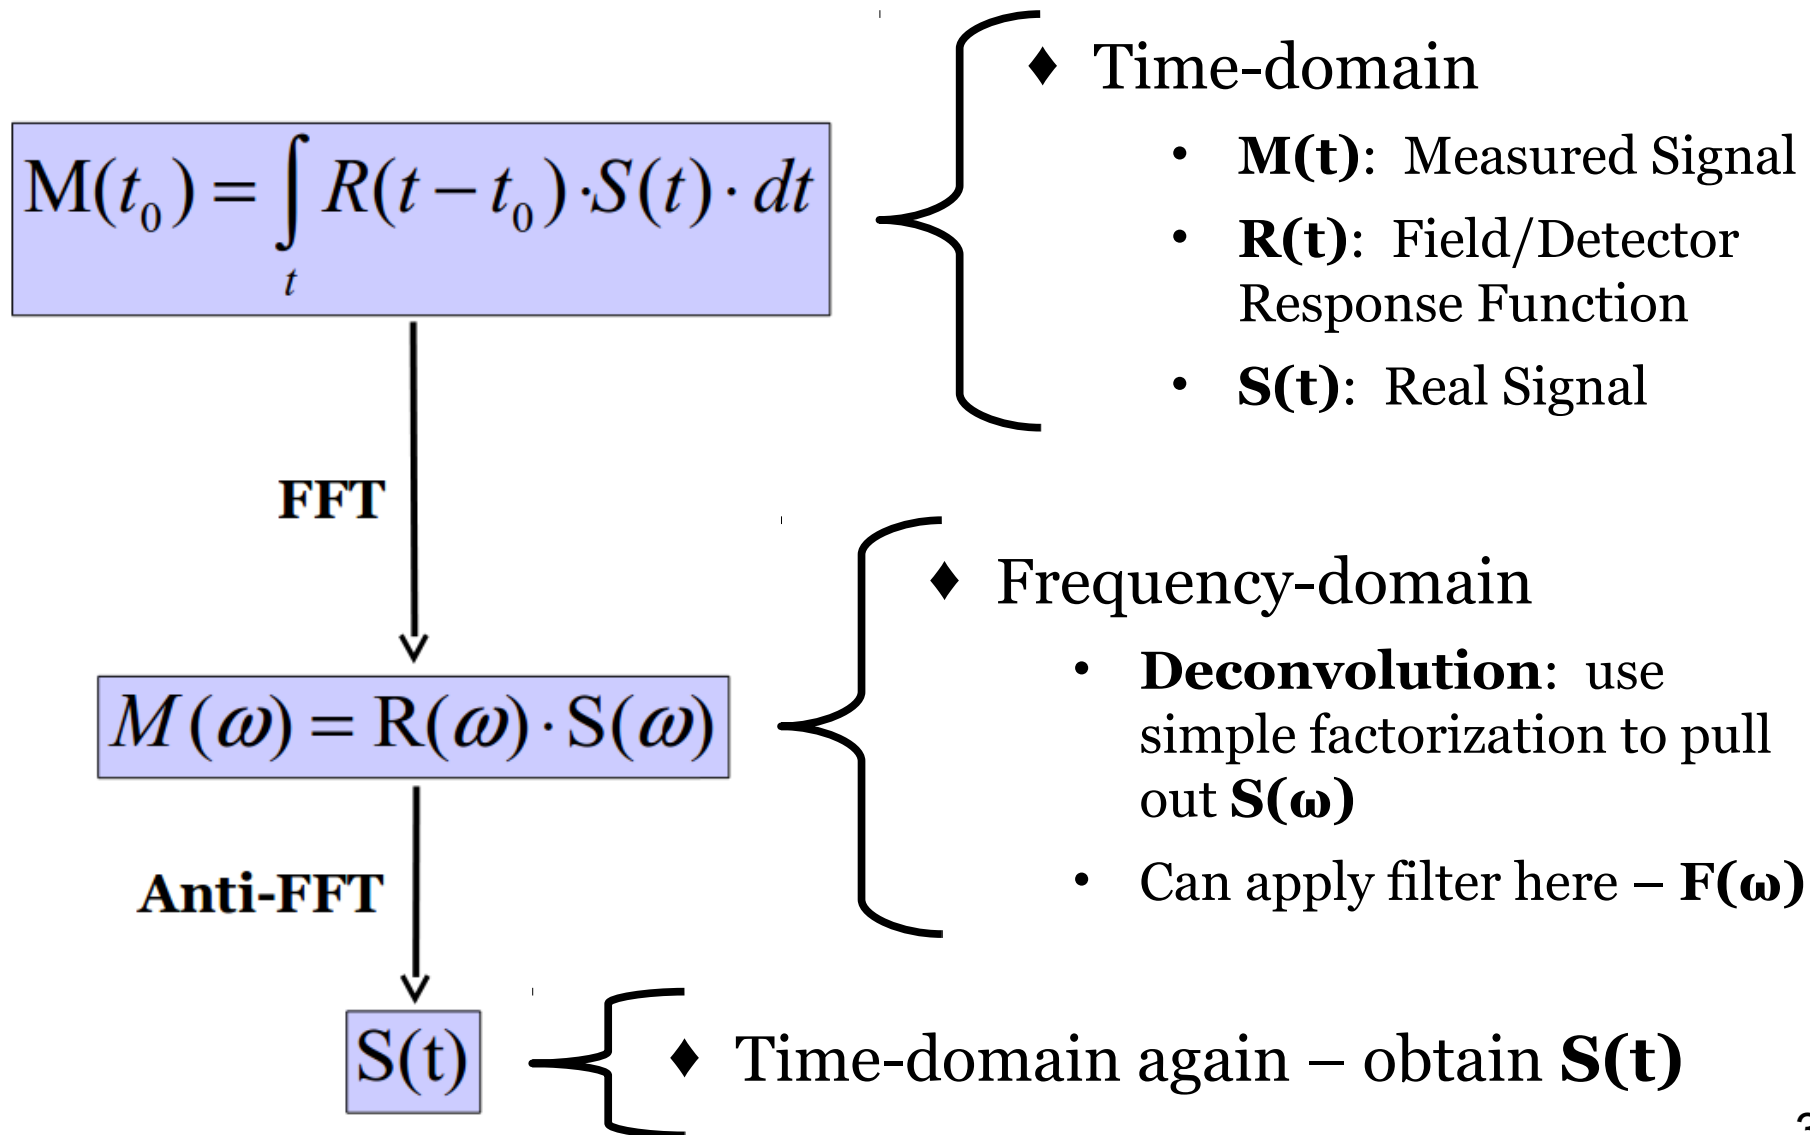 ♦ Time-domain
M(t₀) = ∫ₜ R(t − t₀)·S(t)· dt
• M(t): Measured Signal
• R(t): Field/Detector
Response Function
• S(t): Real Signal
FFT
♦ Frequency-domain
M(ω) = R(ω)·S(ω)
• Deconvolution: use
simple factorization to pull
out S(ω)
• Can apply filter here – F(ω)
Anti-FFT
S(t)
♦ Time-domain again – obtain S(t)